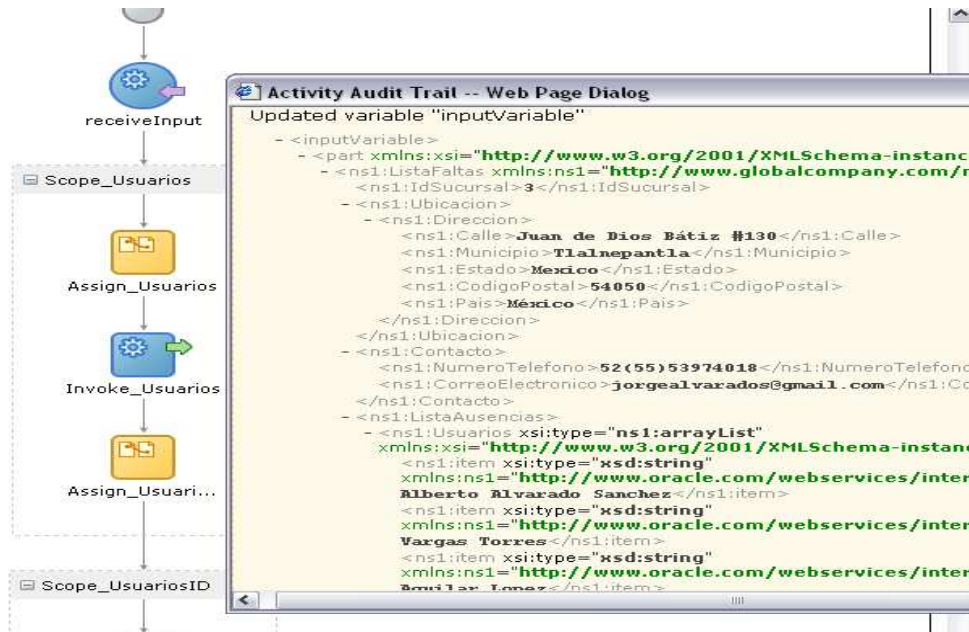 receiveInput
Scope_Usuarios
Assign_Usuarios
Invoke_Usuarios
Assign_Usuari...
Scope_UsuariosID
Activity Audit Trail -- Web Page Dialog
Updated variable "inputVariable"
- <inputVariable>
- <part xmlns:xsi="http://www.w3.org/2001/XMLSchema-instanc
- <ns1:ListaFaltas xmlns:ns1="http://www.globalcompany.com/n
<ns1:IdSucursal>3</ns1:IdSucursal>
- <ns1:Ubicacion>
- <ns1:Direccion>
<ns1:Calle>Juan de Dios Bátiz #130</ns1:Calle>
<ns1:Municipio>Tlalnepantla</ns1:Municipio>
<ns1:Estado>Mexico</ns1:Estado>
<ns1:CodigoPostal>54050</ns1:CodigoPostal>
<ns1:Pais>México</ns1:Pais>
</ns1:Direccion>
</ns1:Ubicacion>
- <ns1:Contacto>
<ns1:NumeroTelefono>52(55)53974018</ns1:NumeroTelefono
<ns1:CorreoElectronico>jorgealvarados@gmail.com</ns1:Co
</ns1:Contacto>
- <ns1:ListaAusencias>
- <ns1:Usuarios xsi:type="ns1:arrayList"
xmlns:xsi="http://www.w3.org/2001/XMLSchema-instanc
<ns1:item xsi:type="xsd:string"
xmlns:ns1="http://www.oracle.com/webservices/inter
Alberto Alvarado Sanchez</ns1:item>
<ns1:item xsi:type="xsd:string"
xmlns:ns1="http://www.oracle.com/webservices/inter
Vargas Torres</ns1:item>
<ns1:item xsi:type="xsd:string"
xmlns:ns1="http://www.oracle.com/webservices/inter
Aguilar Lopez</ns1:item>